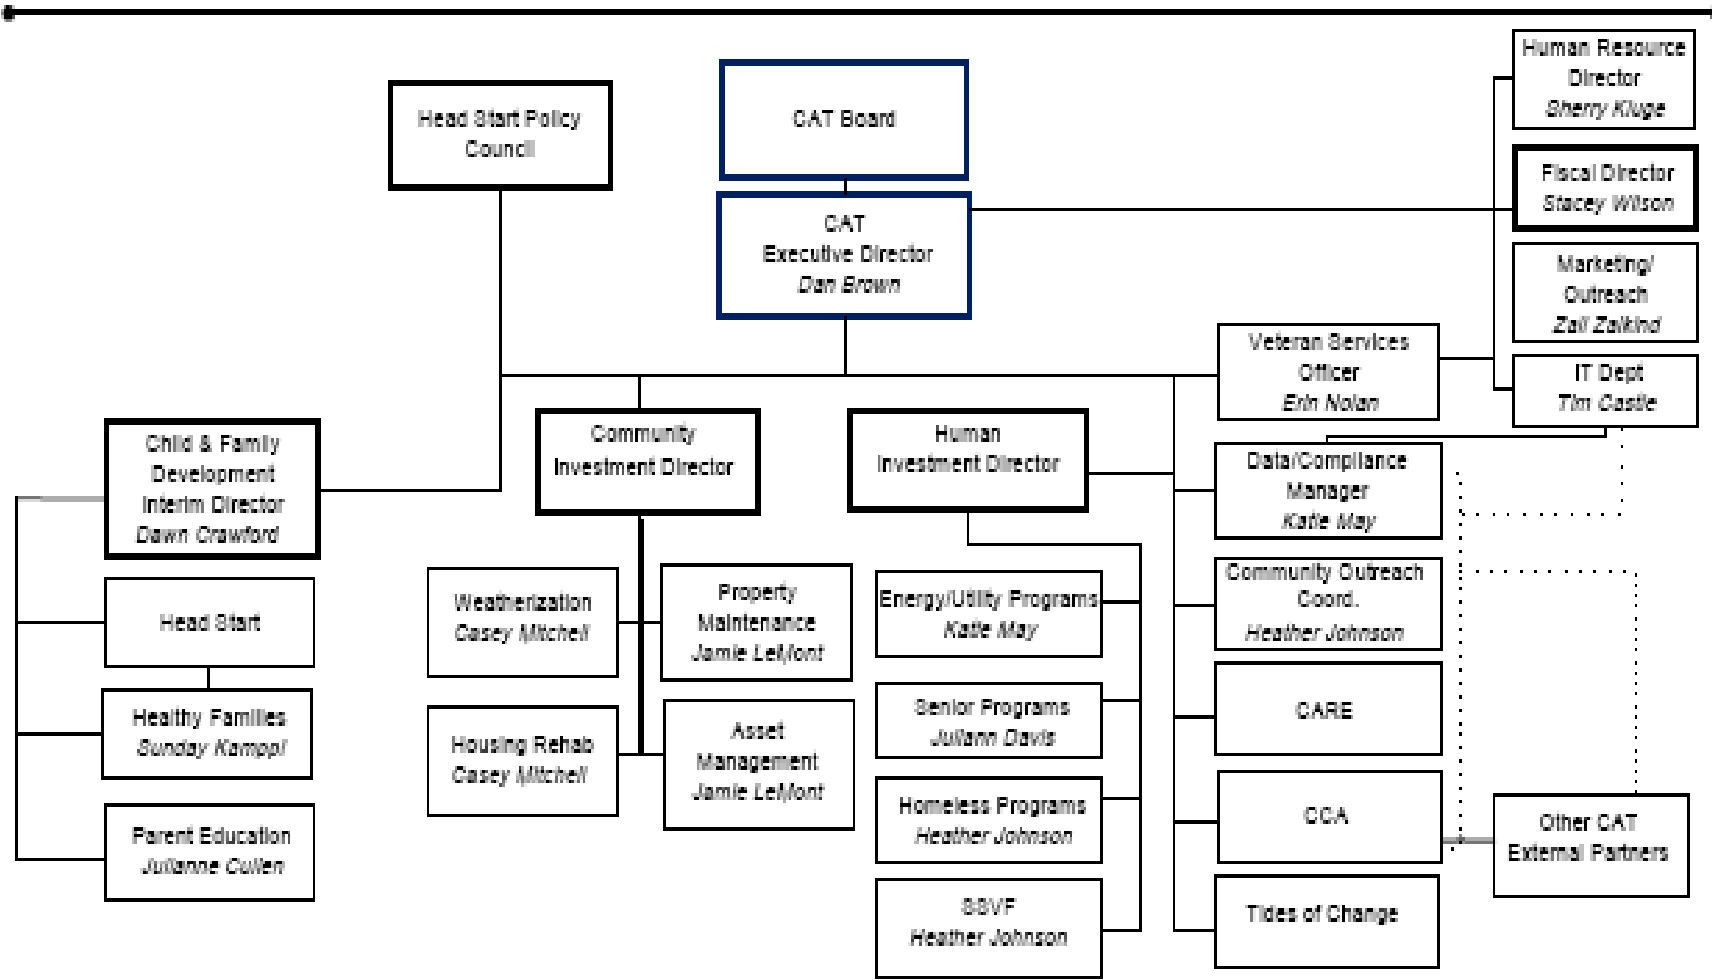 Head Start Policy
Council
CAT Board
CAT
Executive Director
Dan Brown
Human Resource
Director
Sherry Kluge
Fiscal Director
Stacey Wilson
Marketing/
Outreach
Zali Zalkind
IT Dept
Tim Castle
Veteran Services
Officer
Erin Nolan
Child & Family
Development
Interim Director
Dawn Crawford
Head Start
Healthy Families
Sunday Kamppi
Parent Education
Julianne Cullen
Community
Investment Director
Weatherization
Casey Mitchell
Property
Maintenance
Jamie LeMont
Housing Rehab
Casey Mitchell
Asset
Management
Jamie LeMont
Human
Investment Director
Energy/Utility Programs
Katie May
Senior Programs
Juliann Davis
Homeless Programs
Heather Johnson
SSVF
Heather Johnson
Data/Compliance
Manager
Katie May
Community Outreach
Coord.
Heather Johnson
CARE
CCA
Tides of Change
Other CAT
External Partners